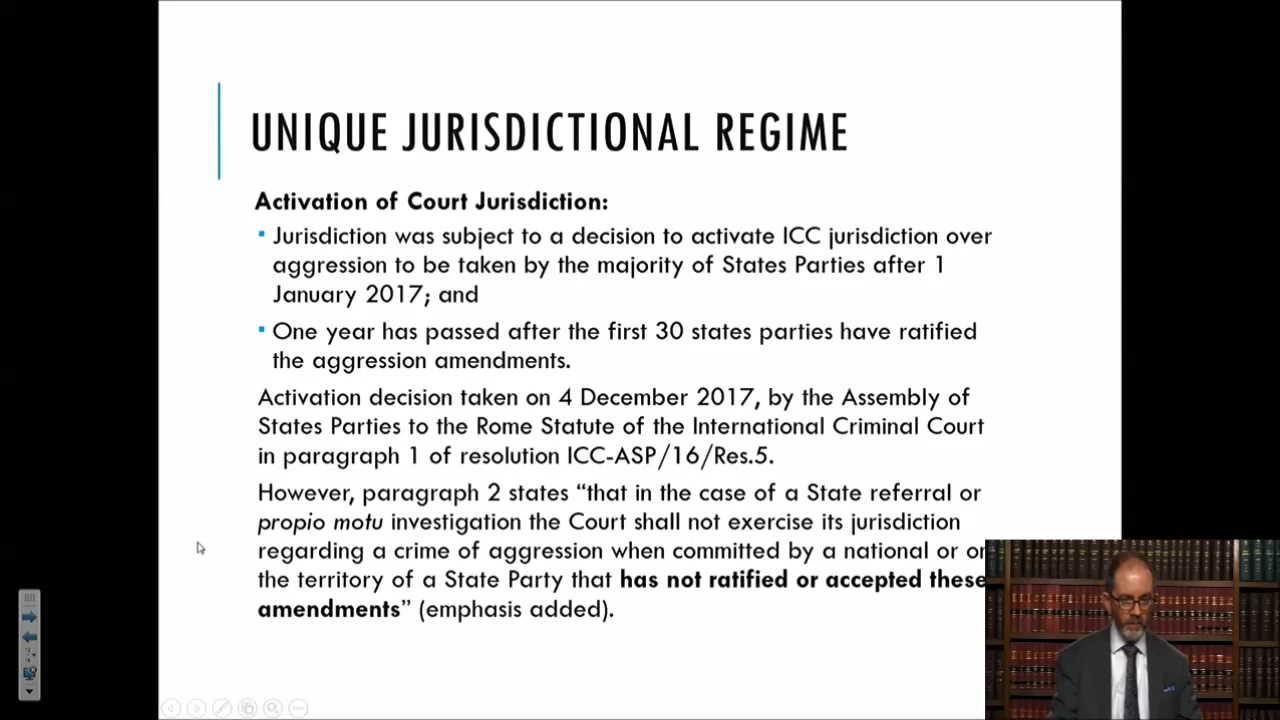 UNIQUE JURISDICTIONAL REGIME
Activation of Court Jurisdiction:
▪ Jurisdiction was subject to a decision to activate ICC jurisdiction over
aggression to be taken by the majority of States Parties after 1
January 2017; and
▪ One year has passed after the first 30 states parties have ratified
the aggression amendments.
Activation decision taken on 4 December 2017, by the Assembly of
States Parties to the Rome Statute of the International Criminal Court
in paragraph 1 of resolution ICC-ASP/16/Res.5.
However, paragraph 2 states “that in the case of a State referral or
propio motu investigation the Court shall not exercise its jurisdiction
regarding a crime of aggression when committed by a national or on
the territory of a State Party that has not ratified or accepted these
amendments” (emphasis added).